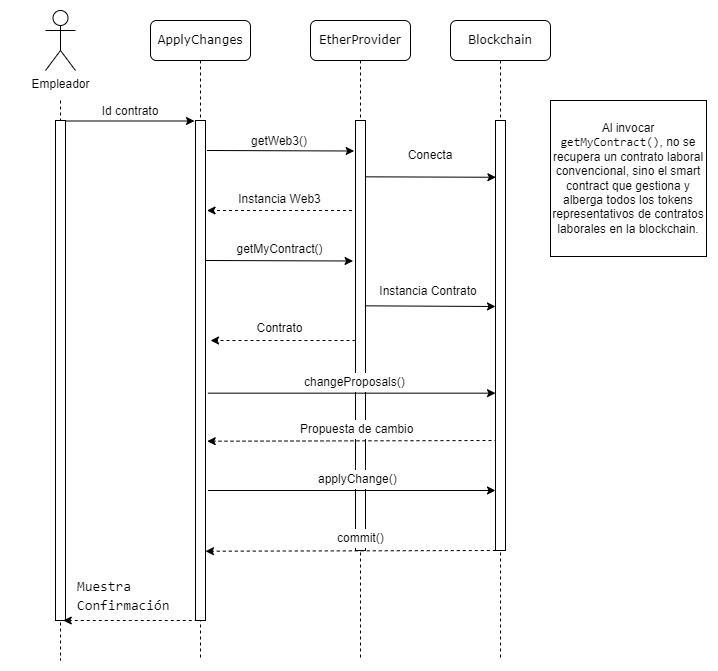 ApplyChanges
EtherProvider
Blockchain
Empleador
Id contrato
getWeb3()
Conecta
Instancia Web3
getMyContract()
Instancia Contrato
Contrato
changeProposals()
Propuesta de cambio
applyChange()
commit()
Muestra
Confirmación
Al invocar
getMyContract(), no se
recupera un contrato laboral
convencional, sino el smart
contract que gestiona y
alberga todos los tokens
representativos de contratos
laborales en la blockchain.